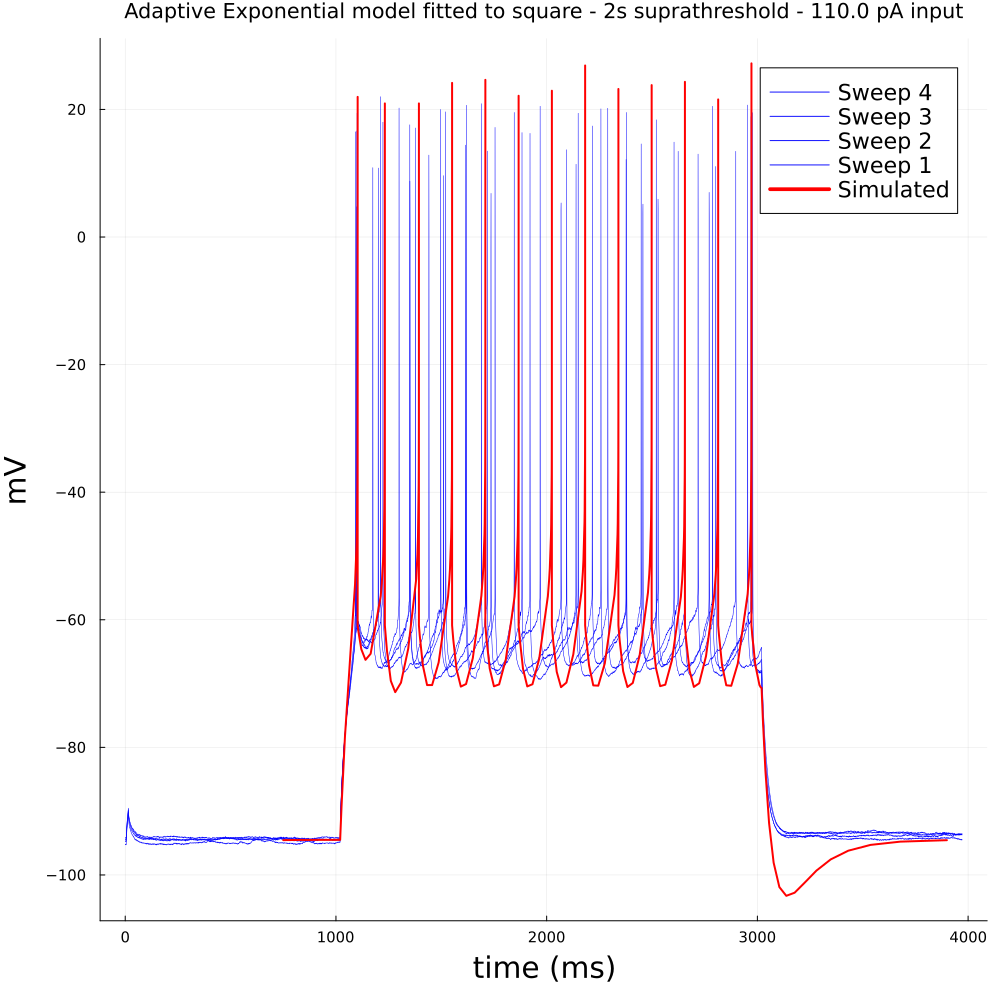 Adaptive Exponential model fitted to square - 2s suprathreshold - 110.0 pA input
Sweep 4
Sweep 3
Sweep 2
Sweep 1
Simulated
mV
20
0
−20
−40
−60
−80
−100
0 1000 2000 3000 4000
time (ms)